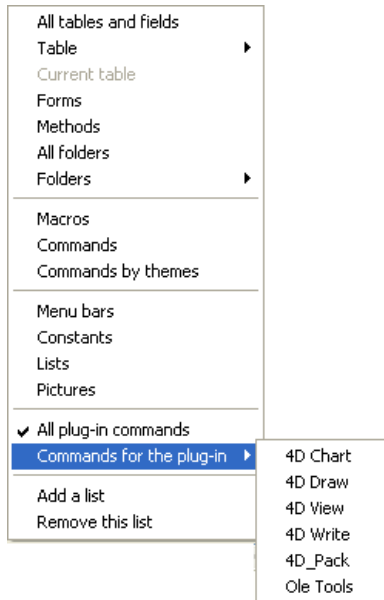 All tables and fields
Table
Current table
Forms
Methods
All folders
Folders
Macros
Commands
Commands by themes
Menu bars
Constants
Lists
Pictures
All plug-in commands
Commands for the plug-in
4D Chart
4D Draw
4D View
4D Write
4D_Pack
Ole Tools
Add a list
Remove this list